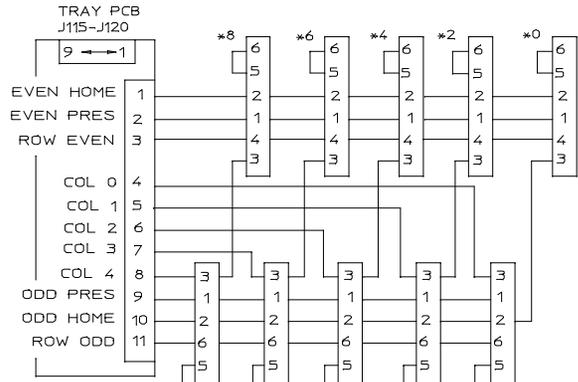 TRAY PCB
J115-J120
9 1
*8 *6 *4 *2 *0
6 6 6 6 6
5 5 5 5 5
EVEN HOME 1 2 2 2 2 2
EVEN PRES 2 1 1 1 1 1
ROW EVEN 3 4 4 4 4 4
3 3 3 3 3
COL 0 4
COL 1 5
COL 2 6
COL 3 7
COL 4 8 3 3 3 3 3
ODD PRES 9 1 1 1 1 1
ODD HOME 10 2 2 2 2 2
ROW ODD 11 6 6 6 6 6
5 5 5 5 5